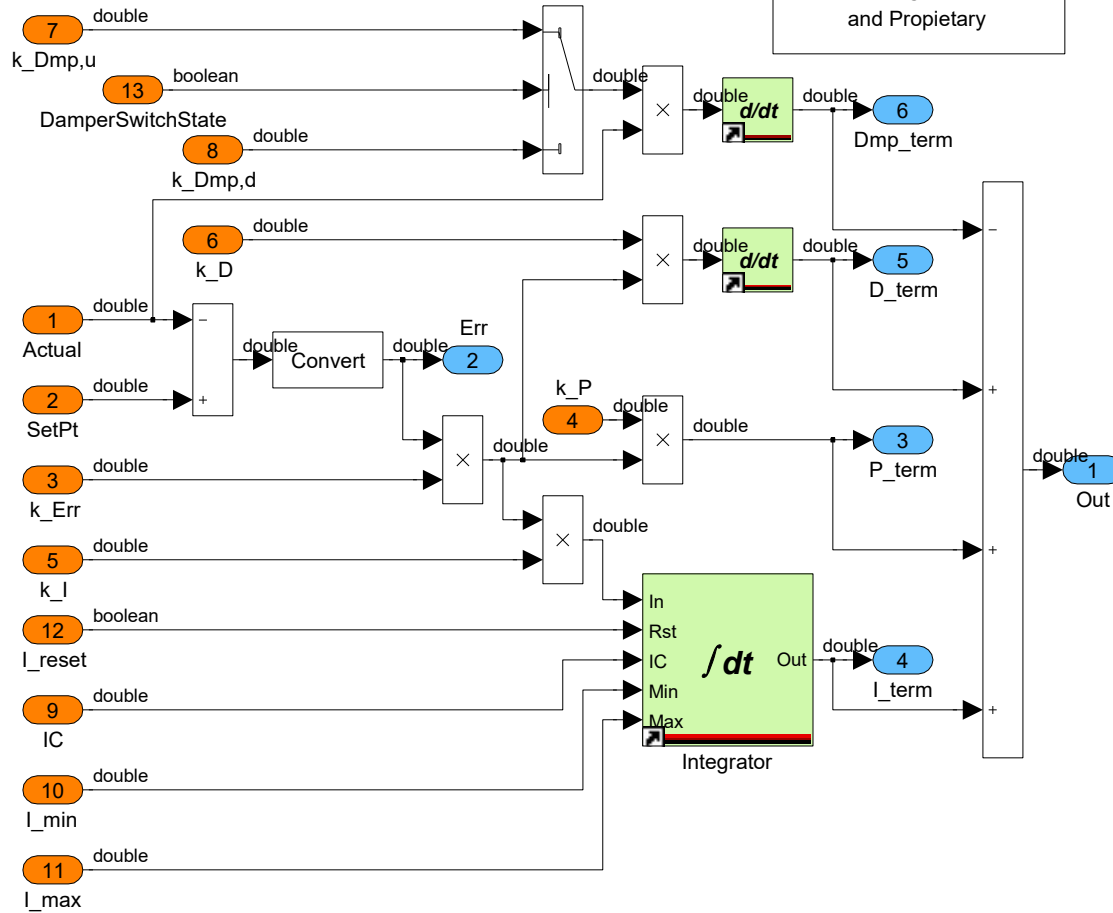 and Propietary
double
7
k_Dmp,u
boolean
13
DamperSwitchState
double
8
k_Dmp,d
double
×
double
d/dt
double
6
Dmp_term
double
6
k_D
×
double
d/dt
double
5
D_term
−
double
1
Actual
−
double
Convert
double
Err
2
double
2
SetPt
+
k_P
4
double
×
double
3
P_term
+
double
3
k_Err
×
double
double
1
Out
double
5
k_I
×
double
+
boolean
12
I_reset
In
Rst
IC
Min
Max
∫dt
Out
Integrator
double
4
I_term
+
double
9
IC
double
10
I_min
double
11
I_max